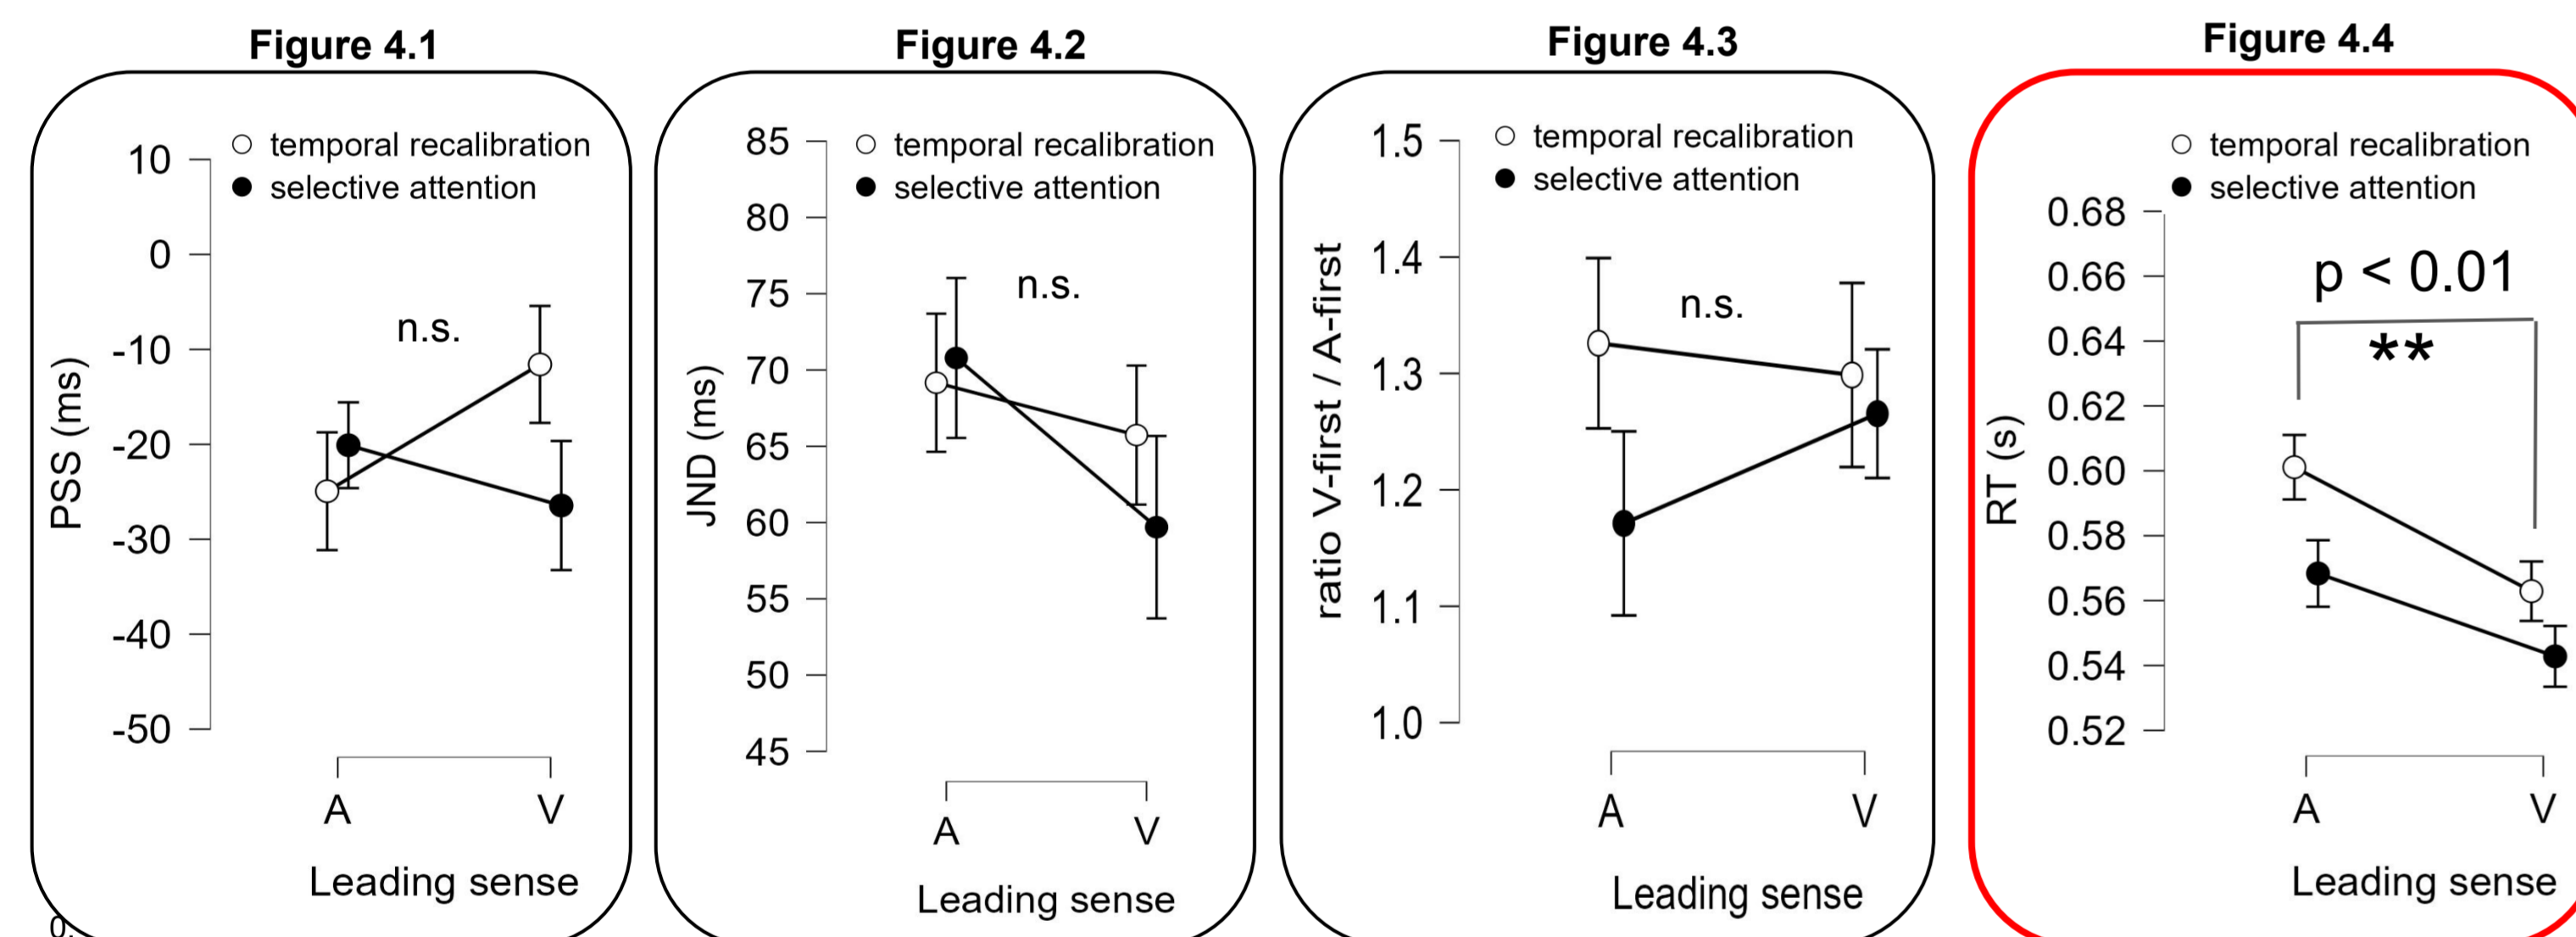 Figure 4.1
temporal recalibration
selective attention
10
0
-10
-20
-30
-40
-50
PSS (ms)
n.s.
A V
Leading sense
0.
Figure 4.2
temporal recalibration
selective attention
85
80
75
70
65
60
55
50
45
JND (ms)
n.s.
A V
Leading sense
Figure 4.3
temporal recalibration
selective attention
1.5
1.4
1.3
1.2
1.1
1.0
ratio V-first / A-first
n.s.
A V
Leading sense
Figure 4.4
temporal recalibration
selective attention
0.68
0.66
0.64
0.62
0.60
0.58
0.56
0.54
0.52
RT (s)
p < 0.01
**
A V
Leading sense